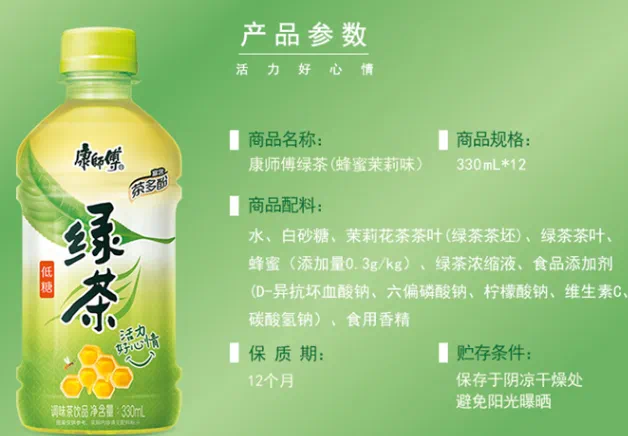 产品参数
活力好心情
商品名称：
康师傅绿茶(蜂蜜茉莉味)
商品规格：
330mL*12
商品配料：
水、白砂糖、茉莉花茶茶叶(绿茶茶坯)、绿茶茶叶、
蜂蜜（添加量0.3g/kg）、绿茶浓缩液、食品添加剂
(D-异抗坏血酸钠、六偏磷酸钠、柠檬酸钠、维生素C、
碳酸氢钠）、食用香精
保质期：
12个月
贮存条件：
保存于阴凉干燥处
避免阳光曝晒
康師傅
茶多酚
绿茶
低糖
活力
好心情
调味茶饮品 净含量：330mL